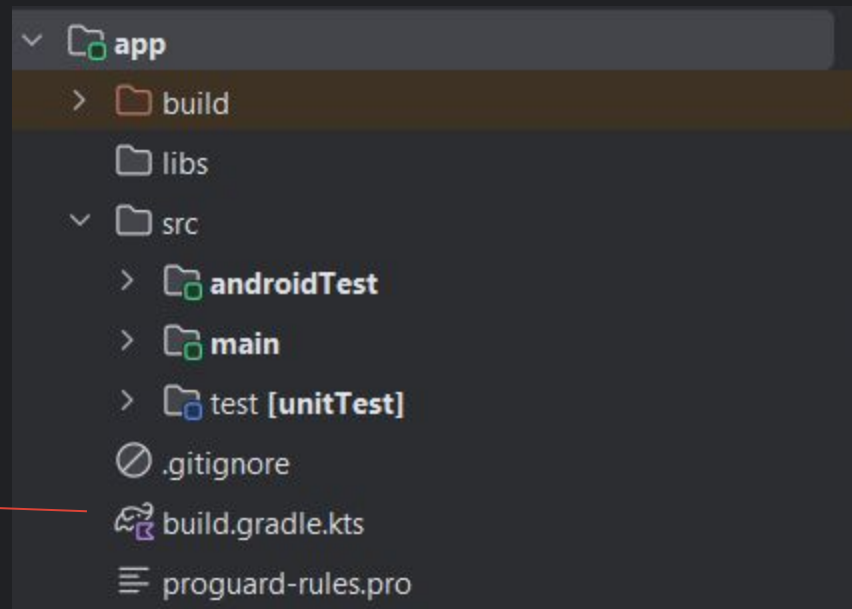 app
build
libs
src
androidTest
main
test [unitTest]
.gitignore
build.gradle.kts
proguard-rules.pro